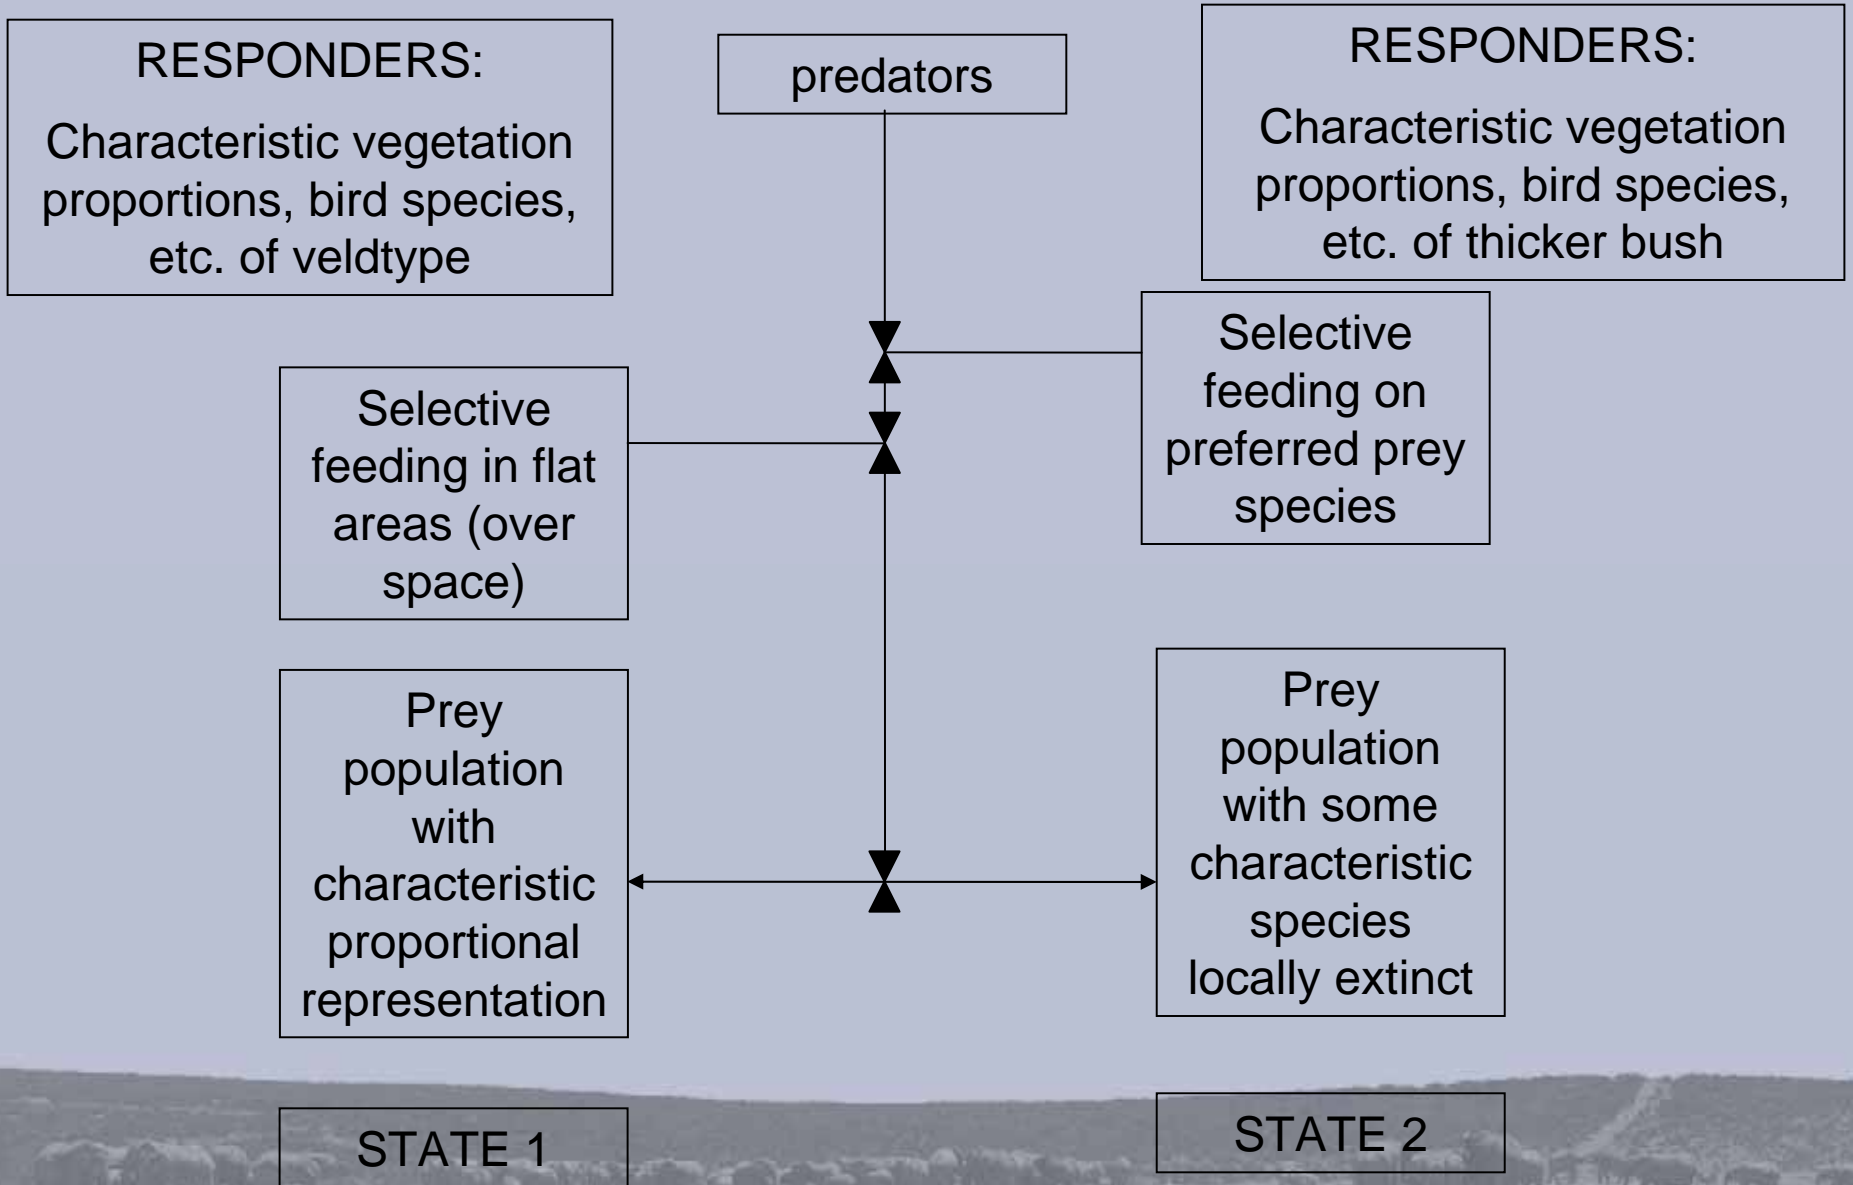 RESPONDERS:
Characteristic vegetation
proportions, bird species,
etc. of veldtype
predators
RESPONDERS:
Characteristic vegetation
proportions, bird species,
etc. of thicker bush
Selective
feeding in flat
areas (over
space)
Selective
feeding on
preferred prey
species
Prey
population
with
characteristic
proportional
representation
Prey
population
with some
characteristic
species
locally extinct
STATE 1
STATE 2